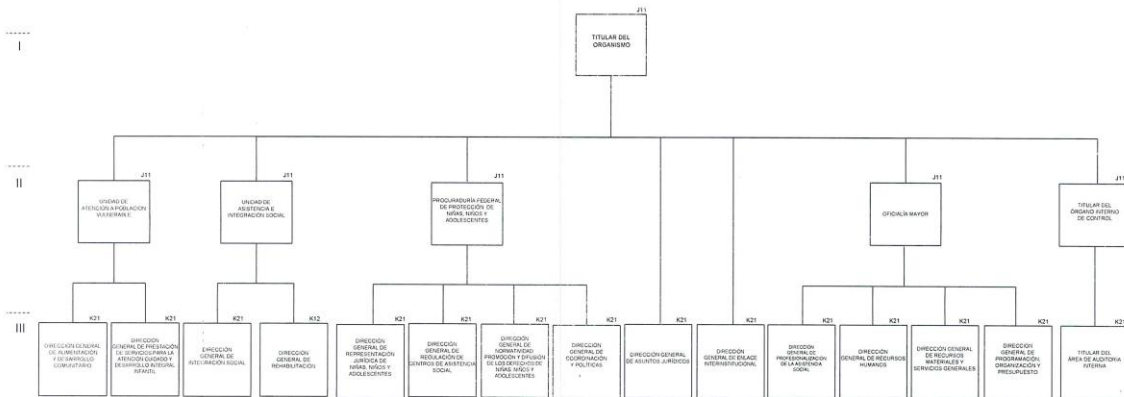 J11
TITULAR DEL
ORGANISMO
I
II
J11
UNIDAD DE
ATENCIÓN A POBLACIÓN
VULNERABLE
J11
UNIDAD DE
ASISTENCIA E
INTEGRACIÓN SOCIAL
J11
PROCURADURÍA FEDERAL
DE PROTECCIÓN DE
NIÑAS, NIÑOS Y
ADOLESCENTES
J11
OFICIALÍA MAYOR
J11
TITULAR DEL
ÓRGANO INTERNO
DE CONTROL
III
K21
DIRECCIÓN GENERAL
DE ALIMENTACIÓN
Y DESARROLLO
COMUNITARIO
K21
DIRECCIÓN
GENERAL DE PRESTACIÓN
DE SERVICIOS PARA LA
ATENCIÓN CUIDADO Y
DESARROLLO INTEGRAL
INFANTIL
K21
DIRECCIÓN
GENERAL DE
INTEGRACIÓN SOCIAL
K12
DIRECCIÓN
GENERAL DE
REHABILITACIÓN
K21
DIRECCIÓN
GENERAL DE
REPRESENTACIÓN
JURÍDICA DE
NIÑAS, NIÑOS Y
ADOLESCENTES
K21
DIRECCIÓN
GENERAL DE
REGULACIÓN DE
CENTROS DE ASISTENCIA
SOCIAL
K21
DIRECCIÓN
GENERAL DE
NORMATIVIDAD
PROMOCIÓN Y DIFUSIÓN
DE LOS DERECHOS DE
NIÑAS, NIÑOS Y
ADOLESCENTES
K21
DIRECCIÓN
GENERAL DE
COORDINACIÓN
Y POLÍTICAS
K21
DIRECCIÓN GENERAL
DE ASUNTOS JURÍDICOS
K21
DIRECCIÓN
GENERAL DE ENLACE
INTERINSTITUCIONAL
K21
DIRECCIÓN
GENERAL DE
PROFESIONALIZACIÓN
DE LA ASISTENCIA
SOCIAL
K21
DIRECCIÓN
GENERAL DE RECURSOS
HUMANOS
K21
DIRECCIÓN GENERAL
DE RECURSOS
MATERIALES Y
SERVICIOS GENERALES
K21
DIRECCIÓN
GENERAL DE
PROGRAMACIÓN,
ORGANIZACIÓN Y
PRESUPUESTO
K21
TITULAR DEL
ÁREA DE AUDITORÍA
INTERNA